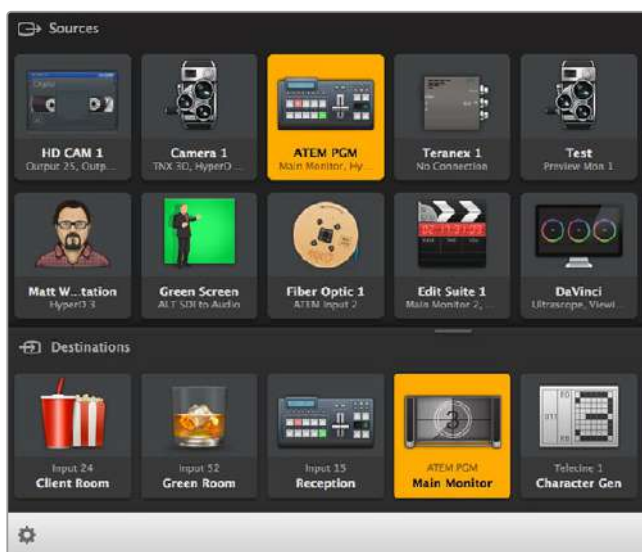 Sources
HD CAM 1
Output 25, Outp...
Camera 1
TNX 3D, HyperD ...
ATEM PGM
Main Monitor, Hy...
Teranex 1
No Connection
Test
Preview Mon 1
Matt W...tation
HyperD 3
Green Screen
ALT SDI to Audio
Fiber Optic 1
ATEM Input 2
Edit Suite 1
Main Monitor 2, ...
DaVinci
Ultrascope, Viewi...
Destinations
Input 24
Client Room
Input 52
Green Room
Input 15
Reception
3
ATEM PGM
Main Monitor
Telecine 1
Character Gen